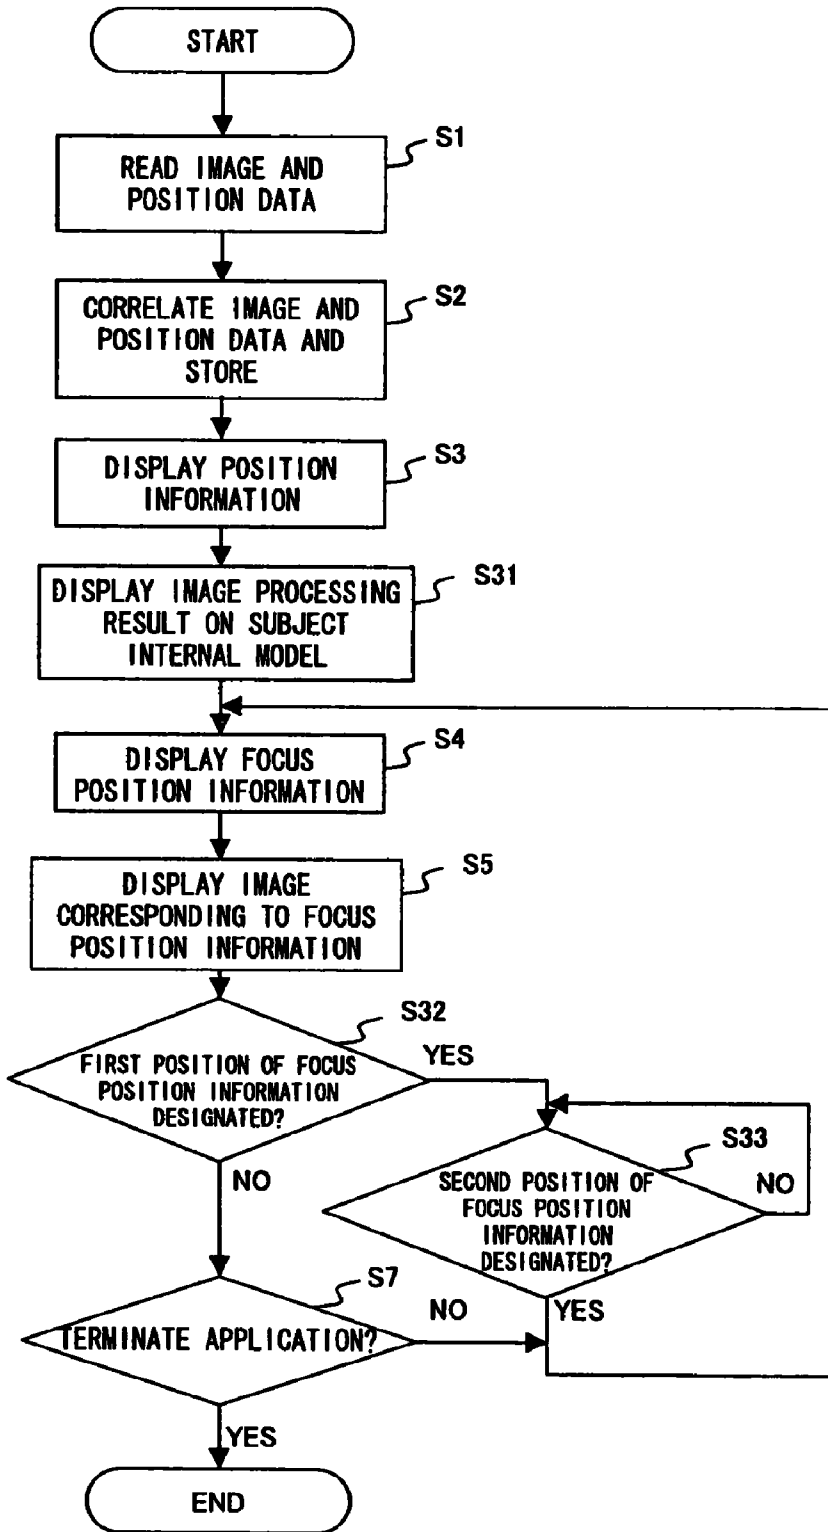 START
S1
READ IMAGE AND
POSITION DATA
S2
CORRELATE IMAGE AND
POSITION DATA AND
STORE
S3
DISPLAY POSITION
INFORMATION
S31
DISPLAY IMAGE PROCESSING
RESULT ON SUBJECT
INTERNAL MODEL
S4
DISPLAY FOCUS
POSITION INFORMATION
S5
DISPLAY IMAGE
CORRESPONDING TO FOCUS
POSITION INFORMATION
S32
YES
FIRST POSITION OF FOCUS
POSITION INFORMATION
DESIGNATED?
NO
S33
SECOND POSITION OF
FOCUS POSITION
INFORMATION
DESIGNATED?
NO
YES
S7
NO
TERMINATE APPLICATION?
YES
END